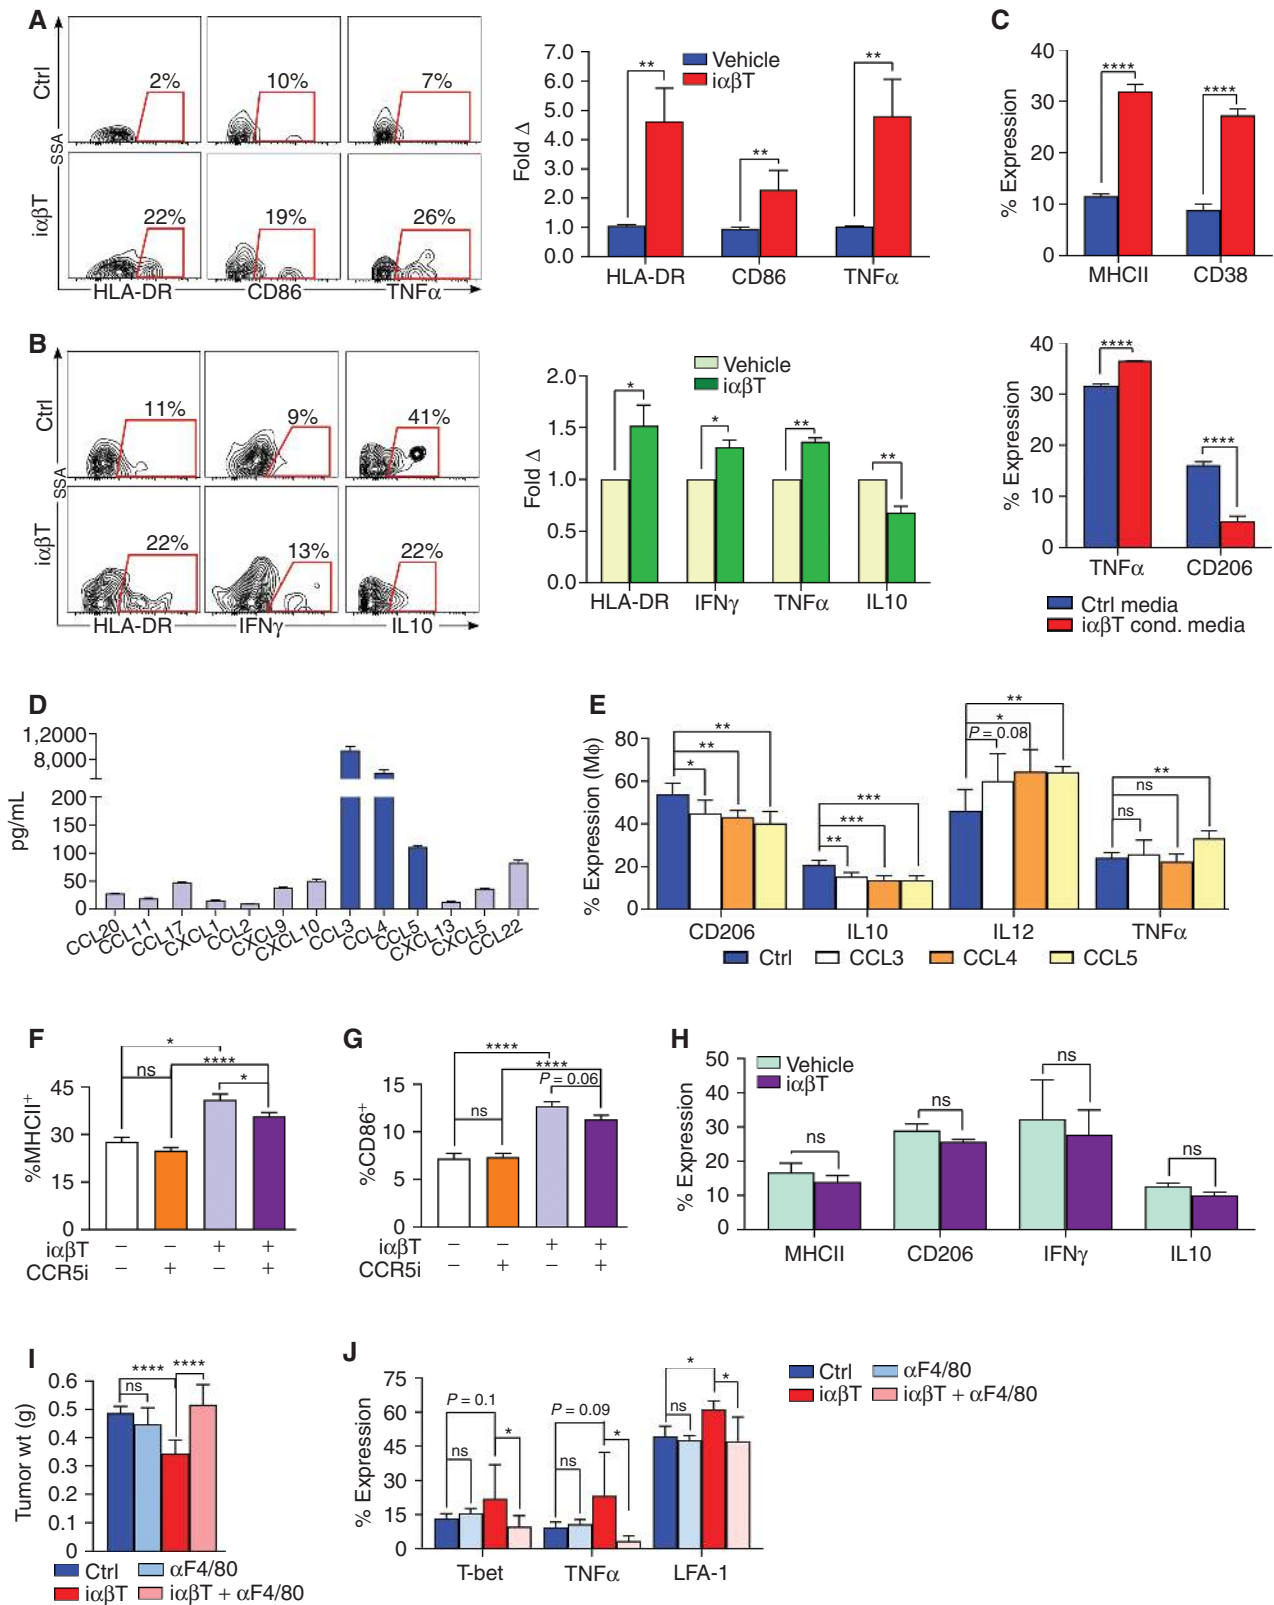 A
Ctrl
2%
10%
7%
SSA
iαβT
22%
19%
26%
HLA-DR
CD86
TNFα
Fold Δ
7.0
6.0
5.0
4.0
3.0
2.0
1.0
0.0
Vehicle
iαβT
**
**
**
HLA-DR
CD86
TNFα
C
% Expression
40
30
20
10
0
****
****
MHCII
CD38
% Expression
40
30
20
10
0
****
****
TNFα
CD206
Ctrl media
iαβT cond. media
B
Ctrl
11%
9%
41%
SSA
iαβT
22%
13%
22%
HLA-DR
IFNγ
IL10
Fold Δ
2.0
1.5
1.0
0.5
0.0
Vehicle
iαβT
*
*
**
**
HLA-DR
IFNγ
TNFα
IL10
D
pg/mL
1,2000
8,000
200
150
100
50
0
CCL20
CCL11
CCL17
CXCL1
CCL2
CXCL9
CXCL10
CCL3
CCL4
CCL5
CXCL13
CXCL5
CCL22
E
% Expression (Mϕ)
80
60
40
20
0
**
**
*
***
***
**
**
*
P = 0.08
**
ns
ns
CD206
IL10
IL12
TNFα
Ctrl
CCL3
CCL4
CCL5
F
%MHCII+
45
30
15
0
*
ns
****
*
iαβT
− − + +
CCR5i
− + − +
G
%CD86+
15
10
5
0
****
****
P = 0.06
ns
iαβT
− − + +
CCR5i
− + − +
H
% Expression
50
40
30
20
10
0
Vehicle
iαβT
ns
ns
ns
ns
MHCII
CD206
IFNγ
IL10
I
Tumor wt (g)
0.6
0.5
0.4
0.3
0.2
0.1
0
**** ****
ns
Ctrl
αF4/80
iαβT
iαβT + αF4/80
J
% Expression
75
60
45
30
15
0
P = 0.1
ns
*
P = 0.09
ns
*
*
ns
*
T-bet
TNFα
LFA-1
Ctrl
αF4/80
iαβT
iαβT + αF4/80